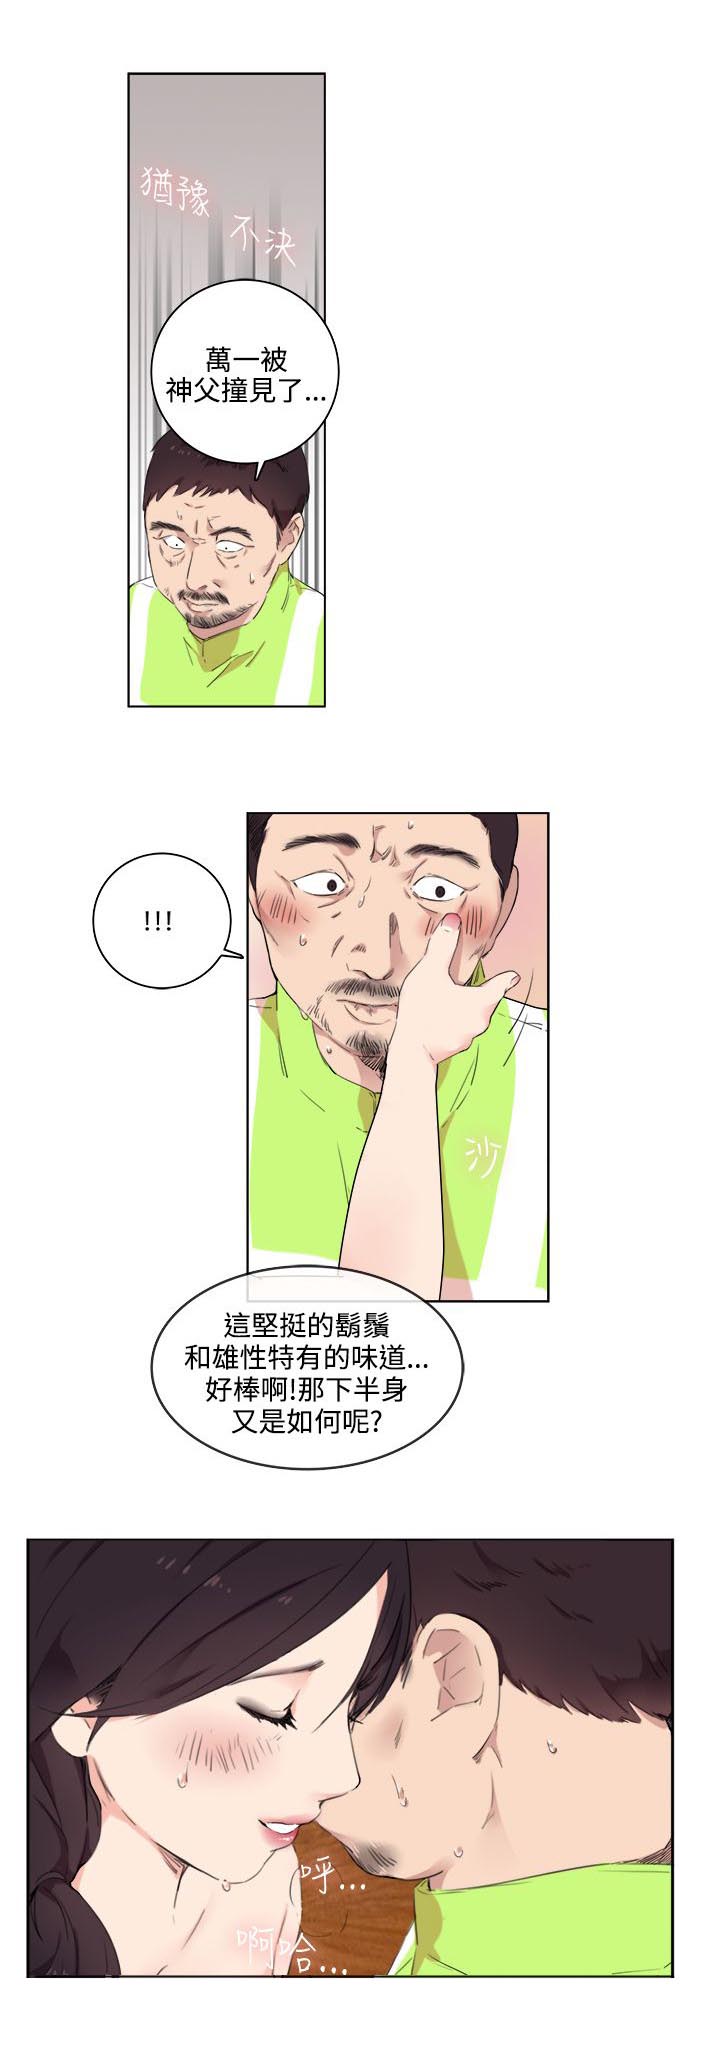 猶豫
不決
萬一被
神父撞見了...
!!!
沙
這堅挺的鬍鬚
和雄性特有的味道...
好棒啊!那下半身
又是如何呢?
呼...
啊哈...